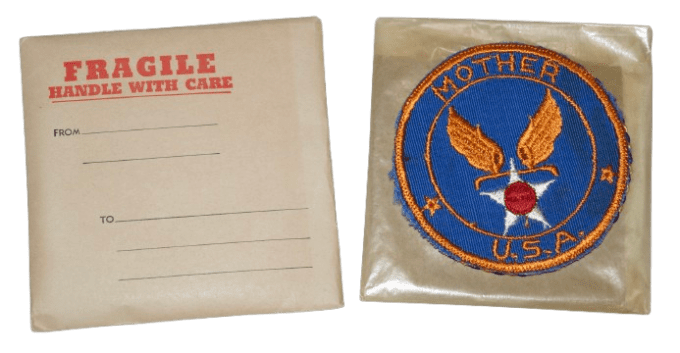 FRAGILE
HANDLE WITH CARE
FROM
TO
MOTHER
U.S.A.